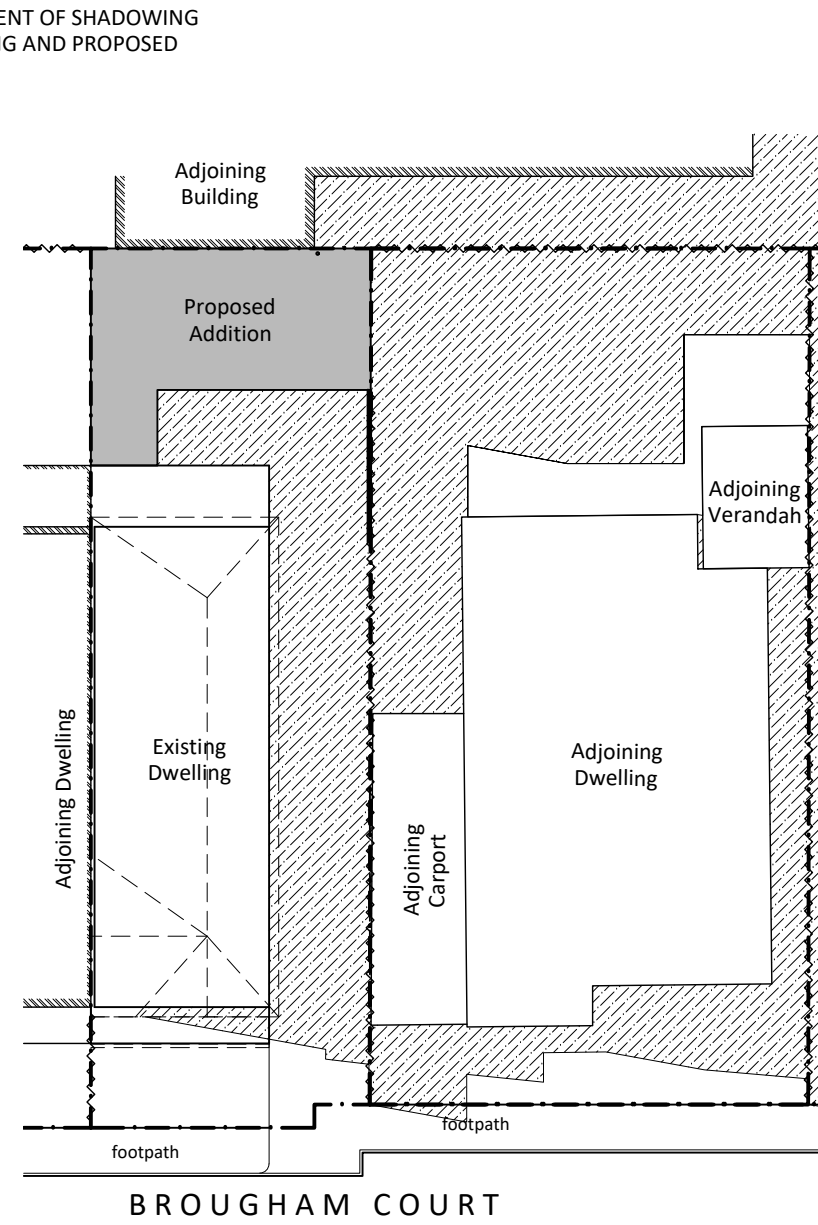 ENT OF SHADOWING
G AND PROPOSED
Adjoining
Building
Proposed
Addition
Adjoining
Verandah
Existing
Dwelling
Adjoining
Dwelling
Adjoining Dwelling
Adjoining
Carport
footpath
footpath
BROUGHAM COURT